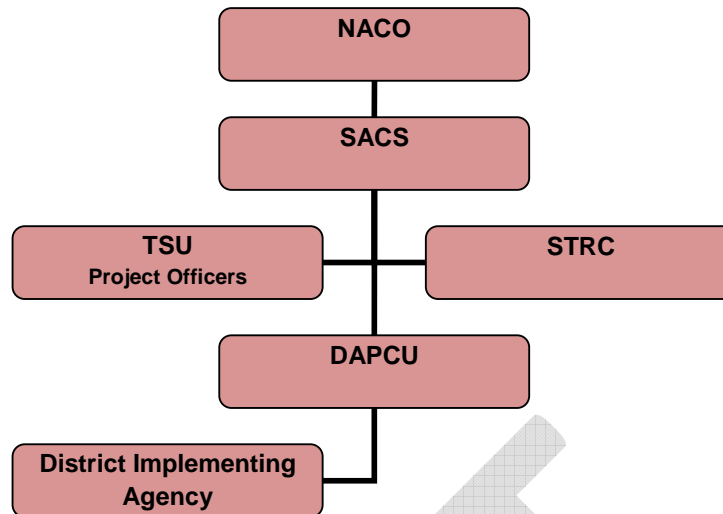 NACO
SACS
TSU
Project Officers
STRC
DAPCU
District Implementing
Agency